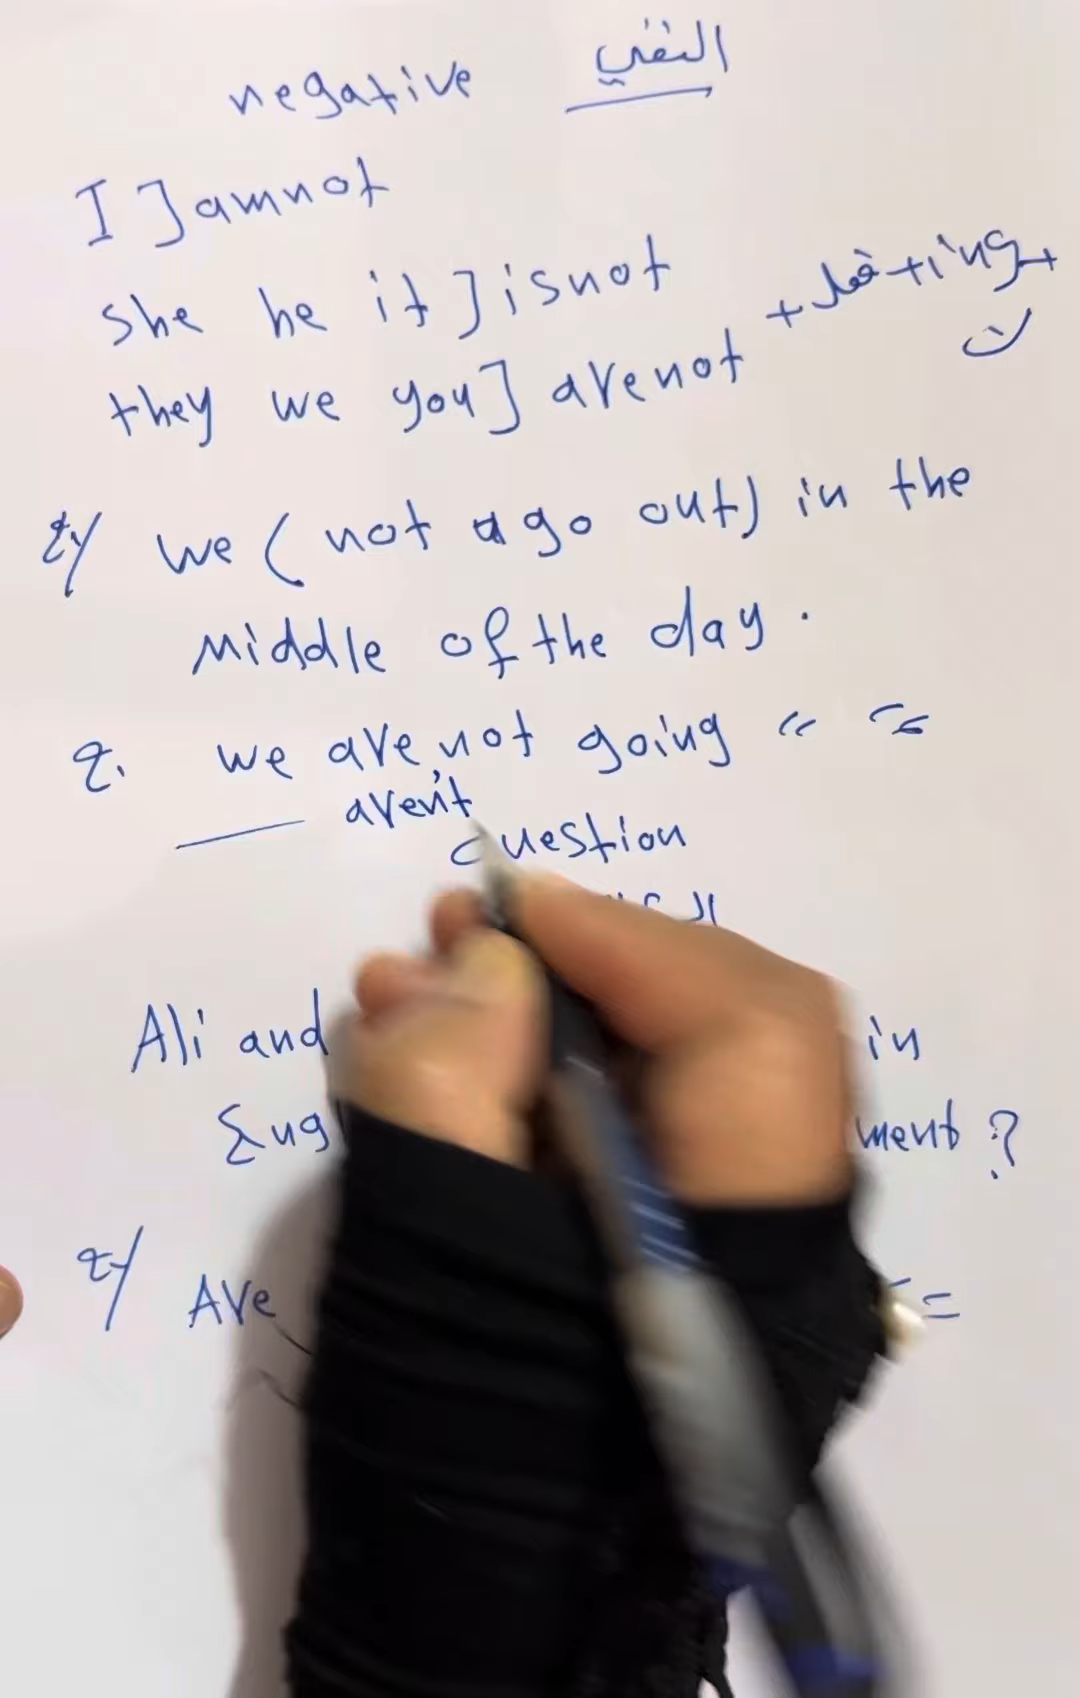 negative النفي
I ] am not
she he it ] is not + فعل + ing +
they we you ] are not ن
we ( not go out ) in the
middle of the day .
we are not going " =
aren't
question
Ali and in
ment ?
Are =